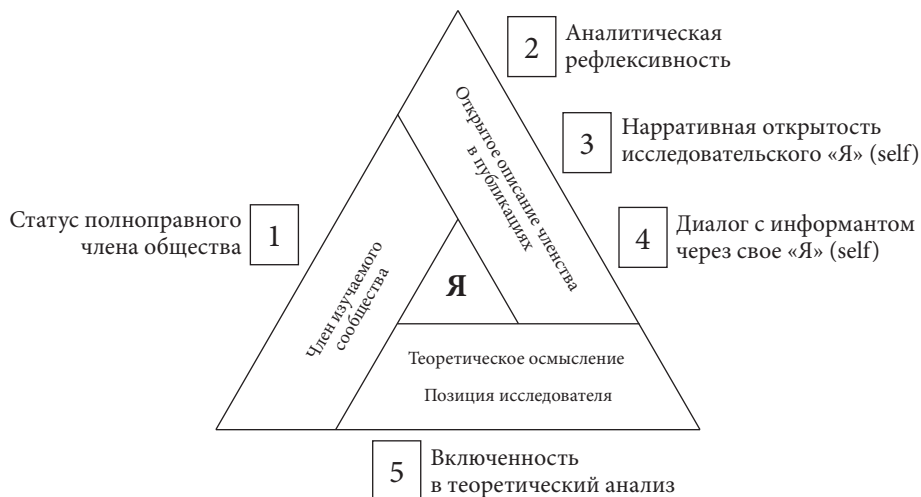 2
Аналитическая
рефлексивность
3
Нарративная открытость
исследовательского «Я» (self)
4
Диалог с информантом
через свое «Я» (self)
Статус полноправного
члена общества
1
Открытое описание членства
в публикациях
Член изучаемого
сообщества
Я
Теоретическое осмысление
Позиция исследователя
5
Включенность
в теоретический анализ